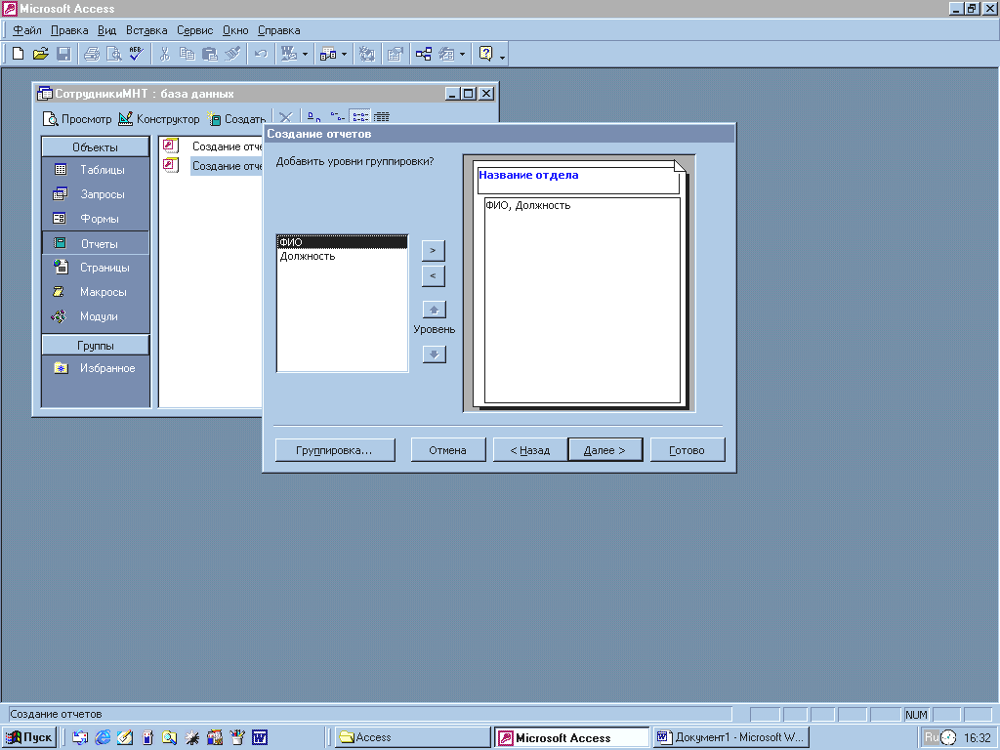 Microsoft Access
Файл Правка Вид Вставка Сервис Окно Справка
СотрудникиМНТ : база данных
Просмотр Конструктор Создать
Объекты
Таблицы
Запросы
Формы
Отчеты
Страницы
Макросы
Модули
Группы
Избранное
Создание отче
Создание отче
Создание отчетов
Добавить уровни группировки?
ФИО
Должность
>
<
Уровень
Название отдела
ФИО, Должность
Группировка... Отмена < Назад Далее > Готово
Создание отчетов NUM
Пуск Access Microsoft Access Документ1 - Microsoft W... Ru 16:32